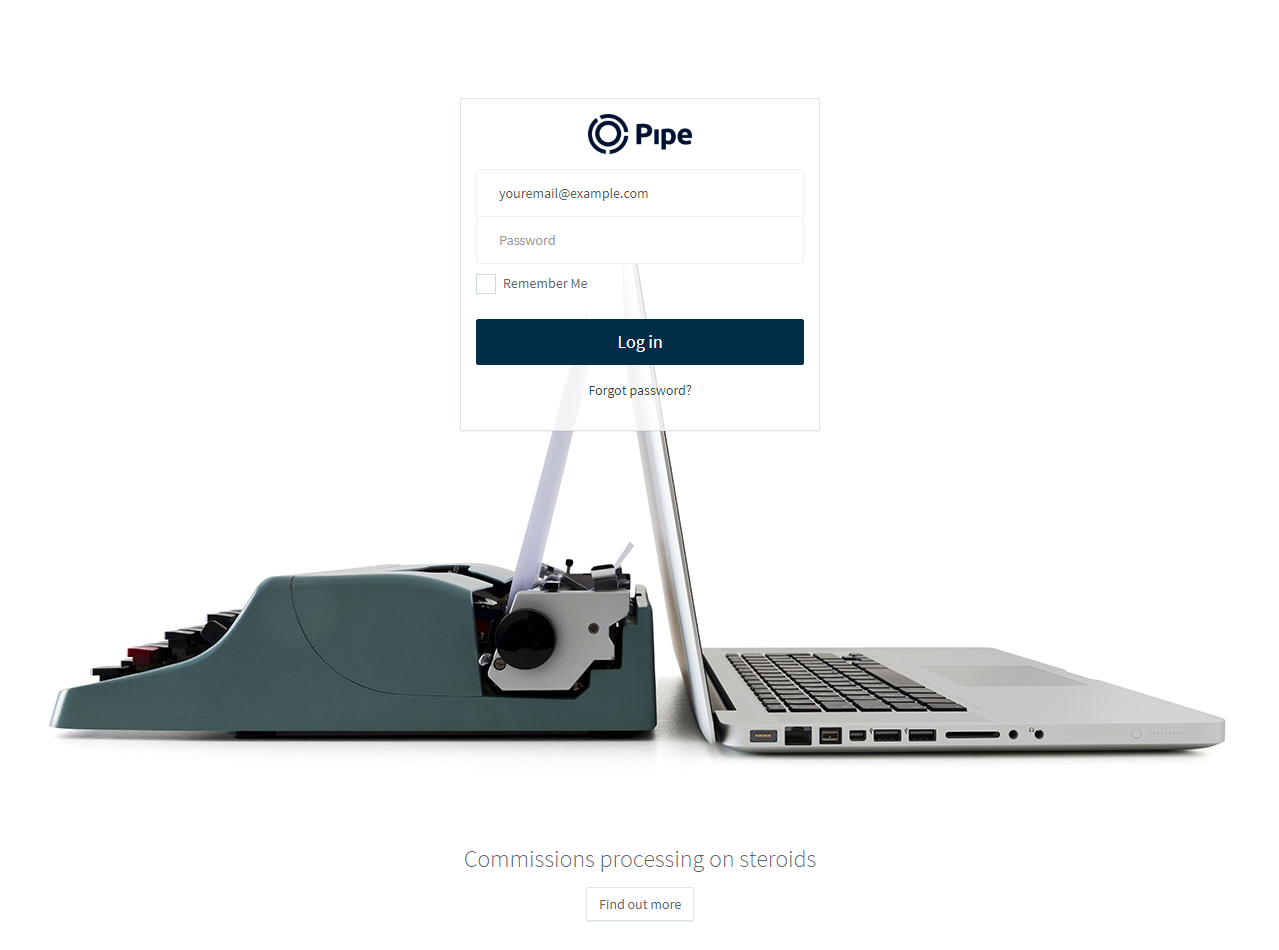 Pipe
youremail@example.com
Password
Remember Me
Log in
Forgot password?
Commissions processing on steroids
Find out more